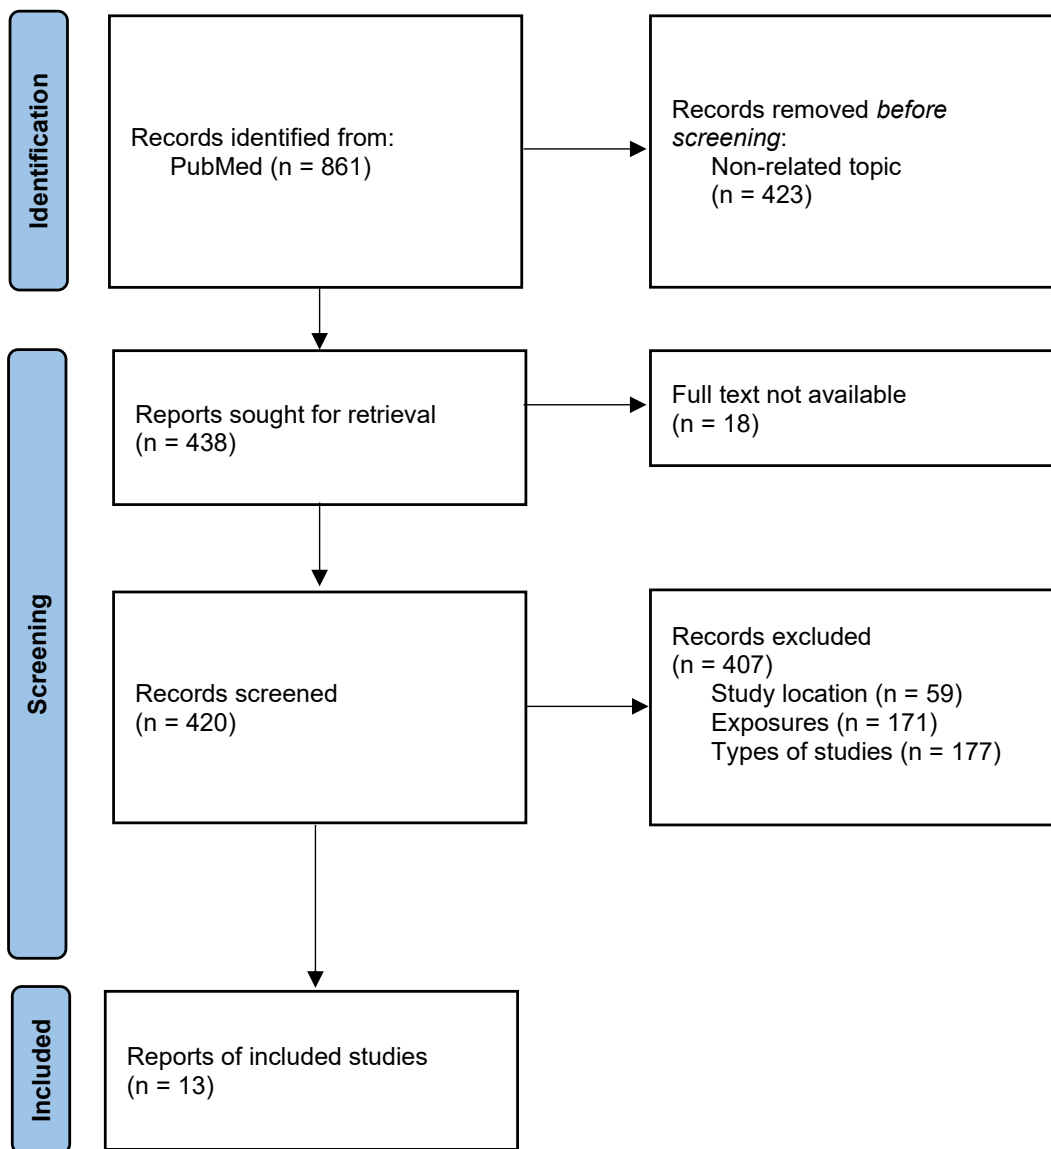 Identification
Records identified from:
PubMed (n = 861)
Records removed before
screening:
Non-related topic
(n = 423)
Screening
Reports sought for retrieval
(n = 438)
Full text not available
(n = 18)
Records screened
(n = 420)
Records excluded
(n = 407)
Study location (n = 59)
Exposures (n = 171)
Types of studies (n = 177)
Included
Reports of included studies
(n = 13)